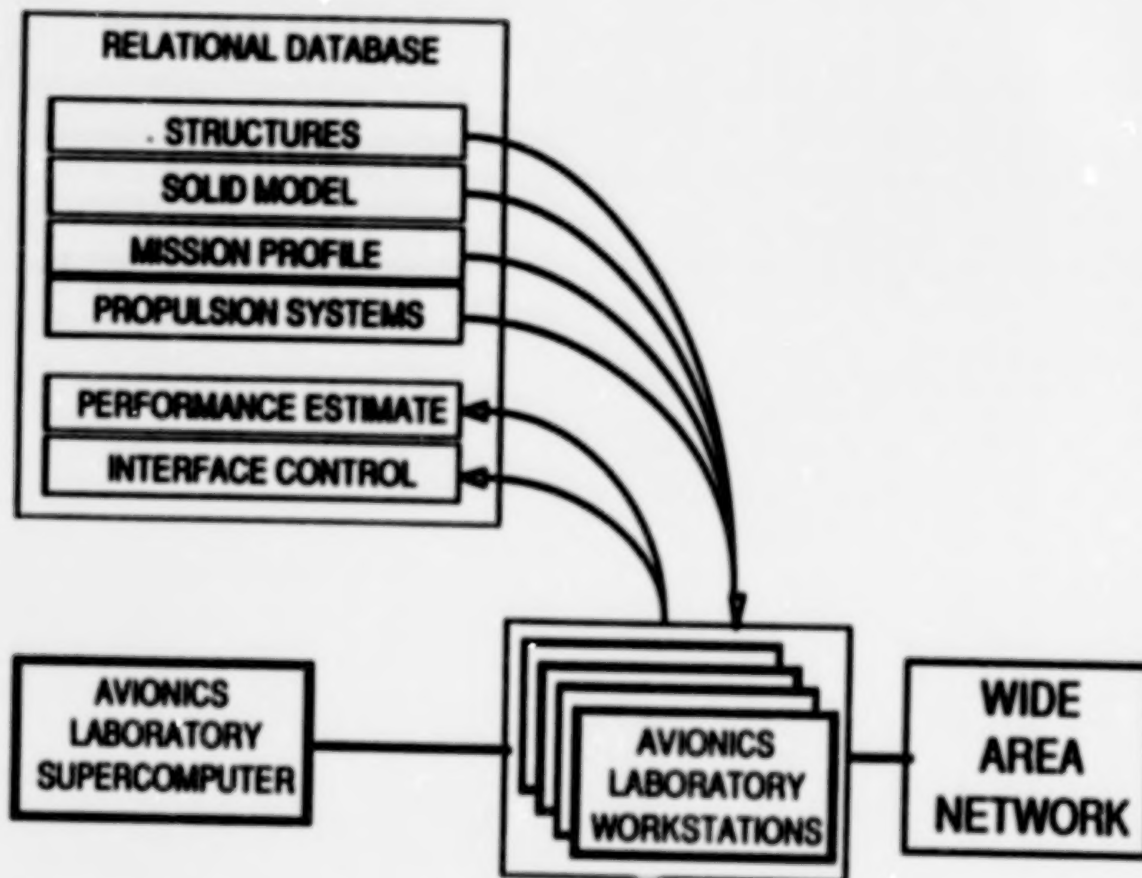 RELATIONAL DATABASE
STRUCTURES
SOLID MODEL
MISSION PROFILE
PROPULSION SYSTEMS
PERFORMANCE ESTIMATE
INTERFACE CONTROL
AVIONICS
LABORATORY
SUPERCOMPUTER
AVIONICS
LABORATORY
WORKSTATIONS
WIDE
AREA
NETWORK